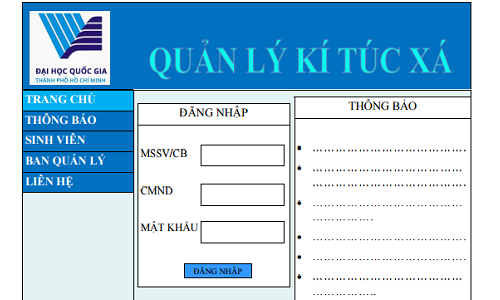 ĐẠI HỌC QUỐC GIA
THÀNH PHỐ HỒ CHÍ MINH
QUẢN LÝ KÍ TÚC XÁ
TRANG CHỦ
THÔNG BÁO
SINH VIÊN
BAN QUẢN LÝ
LIÊN HỆ
ĐĂNG NHẬP
MSSV/CB
CMND
MẬT KHẨU
ĐĂNG NHẬP
THÔNG BÁO